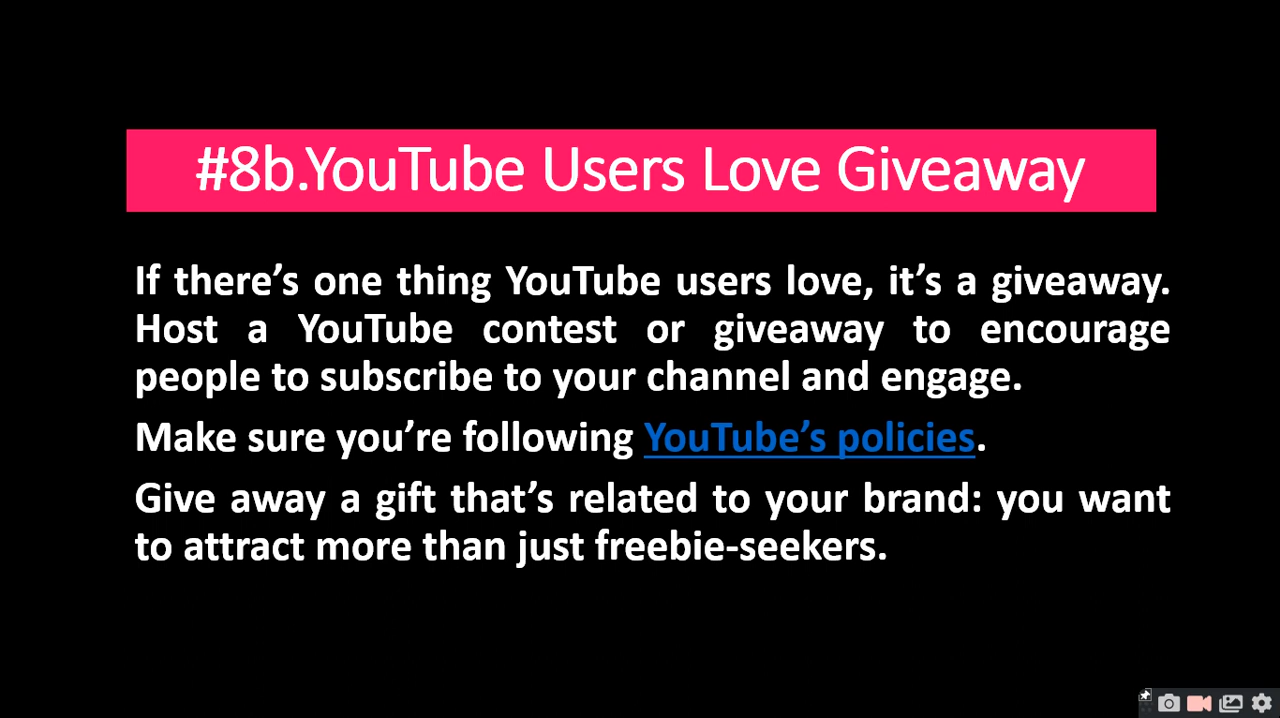 #8b.YouTube Users Love Giveaway
If there’s one thing YouTube users love, it’s a giveaway.
Host a YouTube contest or giveaway to encourage
people to subscribe to your channel and engage.
Make sure you’re following YouTube’s policies.
Give away a gift that’s related to your brand: you want
to attract more than just freebie-seekers.